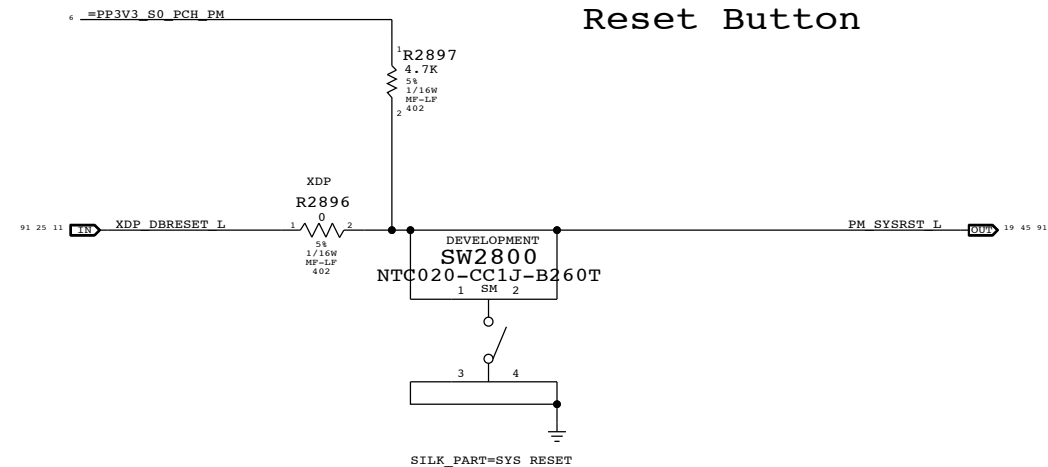 Reset Button
6 =PP3V3_S0_PCH_PM
1
R2897
4.7K
5%
1/16W
MF-LF
402
2
XDP
R2896
0
1 2
5%
1/16W
MF-LF
402
91 25 11 IN XDP_DBRESET_L
PM_SYSRST_L OUT 19 45 91
DEVELOPMENT
SW2800
NTC020-CC1J-B260T
1 SM 2
3 4
SILK_PART=SYS RESET